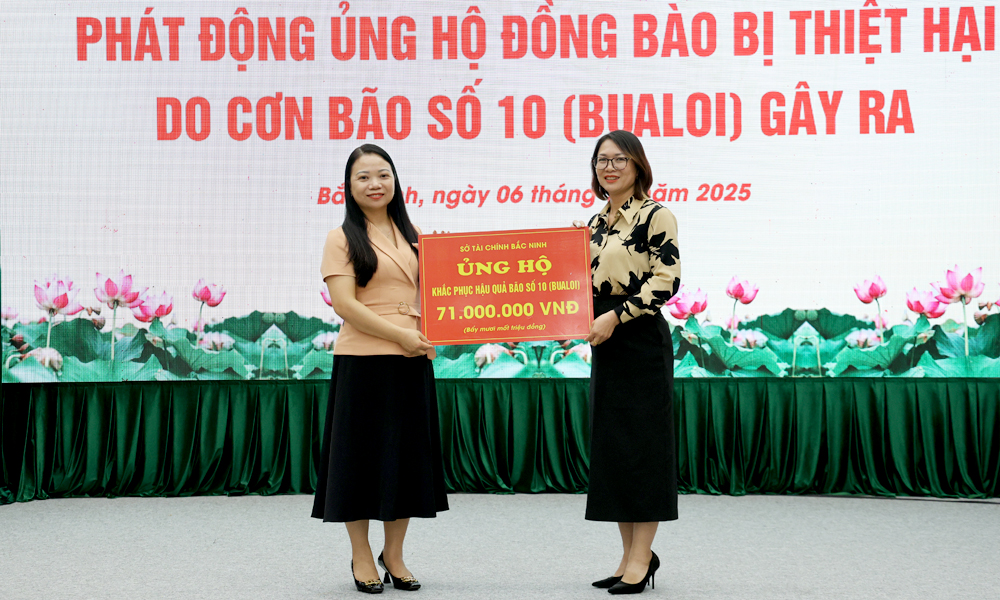 PHÁT ĐỘNG ỦNG HỘ ĐỒNG BÀO BỊ THIỆT HẠI
DO CƠN BÃO SỐ 10 (BUALOI) GÂY RA
ngày 06 năm 2025
SỞ TÀI CHÍNH BẮC NINH
ỦNG HỘ
KHẮC PHỤC HẬU QUẢ BÃO SỐ 10 (BUALOI)
71.000.000 VNĐ
(Bẩy mươi mốt triệu đồng)